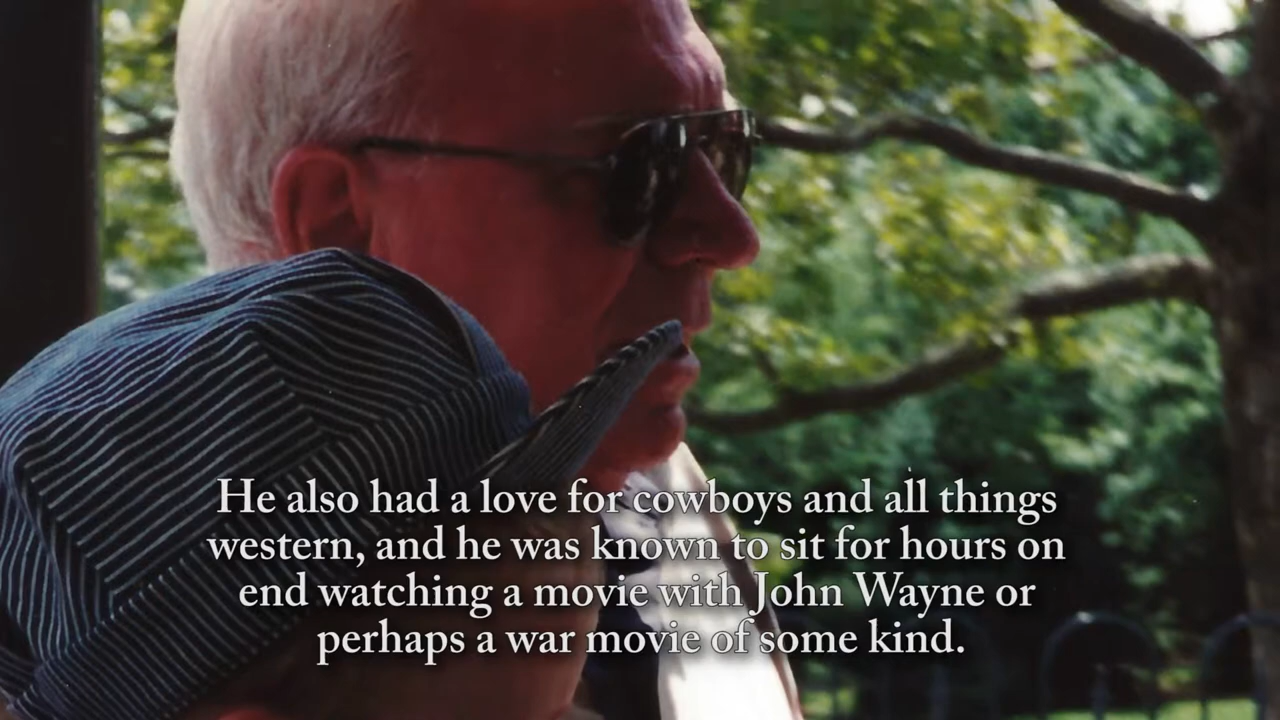 He also had a love for cowboys and all things
western, and he was known to sit for hours on
end watching a movie with John Wayne or
perhaps a war movie of some kind.